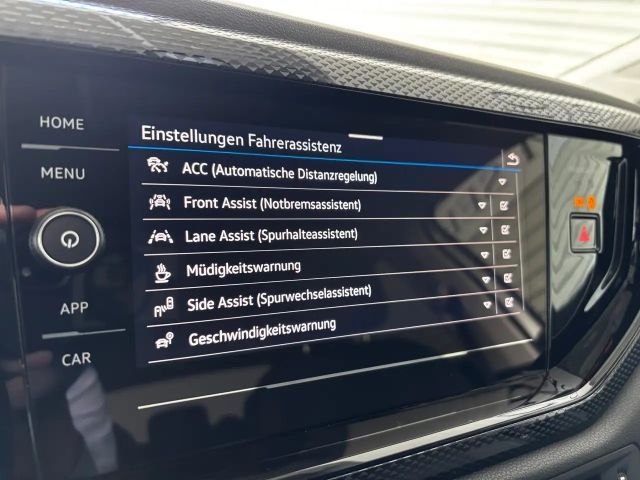 HOME
MENU
APP
CAR
Einstellungen Fahrerassistenz
ACC (Automatische Distanzregelung)
Front Assist (Notbremsassistent)
Lane Assist (Spurhalteassistent)
Müdigkeitswarnung
Side Assist (Spurwechselassistent)
Geschwindigkeitswarnung